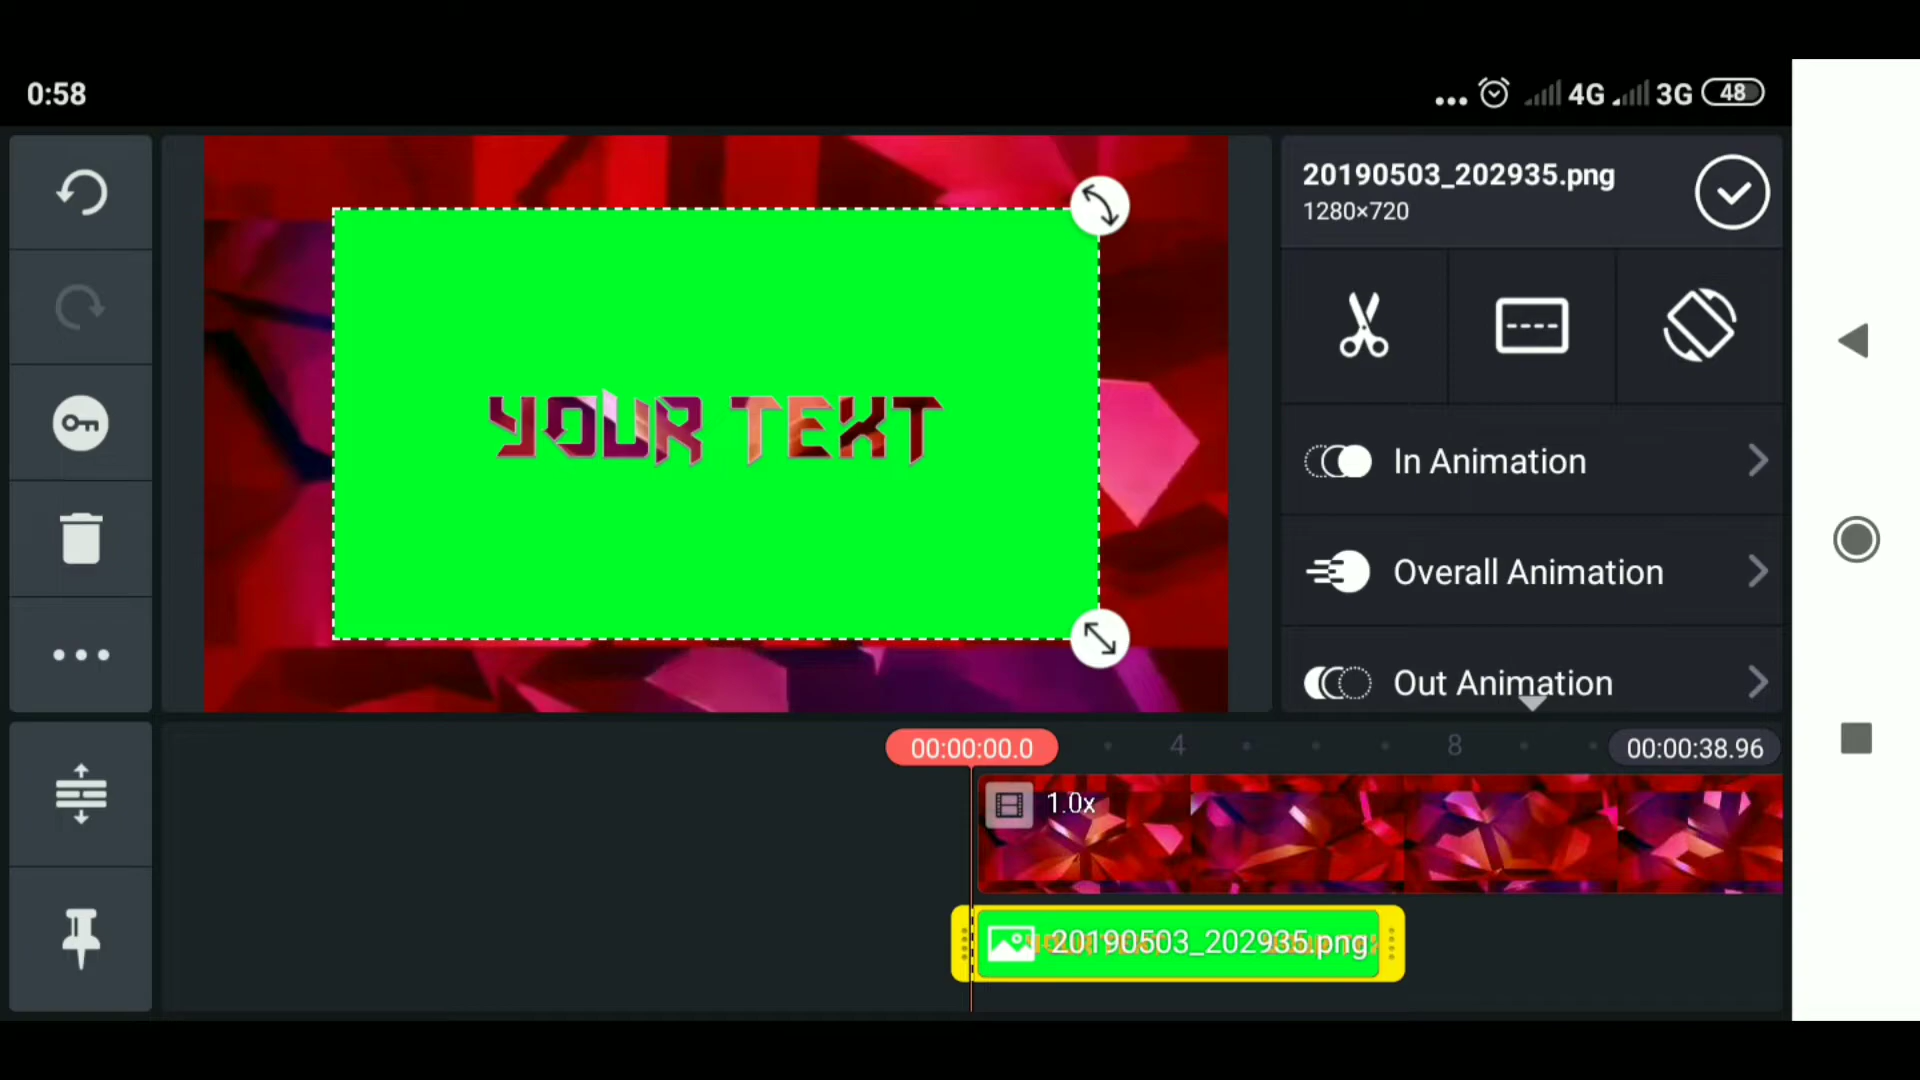 0:58
4G 3G 48
20190503_202935.png
1280×720
YOUR TEXT
In Animation
Overall Animation
Out Animation
00:00:00.0 4 8 00:00:38.96
1.0x
20190503_202935.png